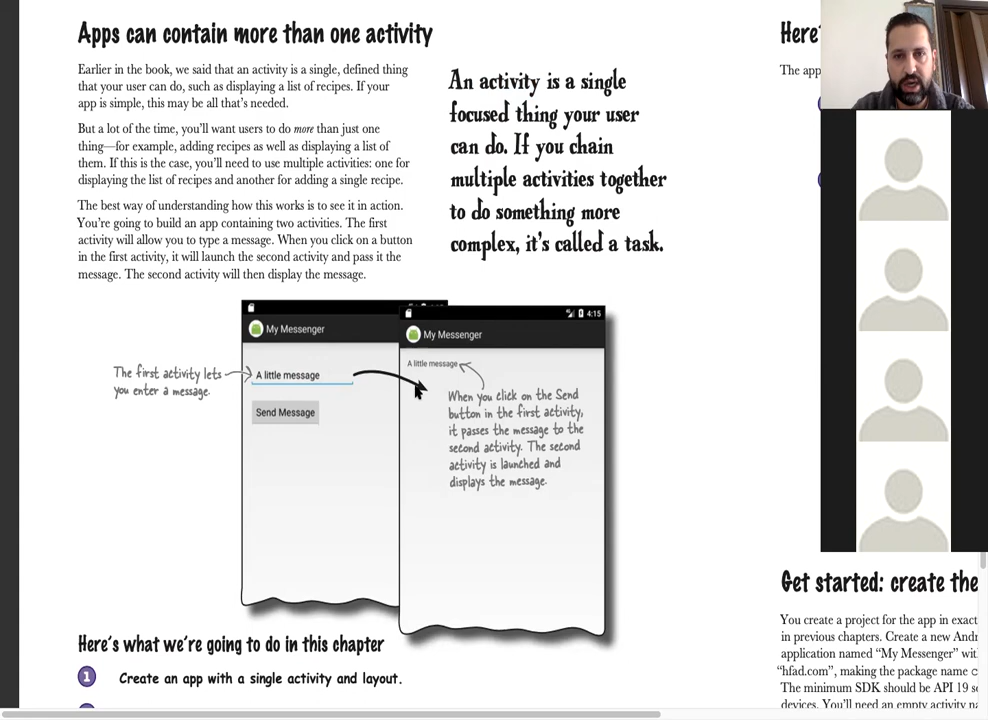 Apps can contain more than one activity
Earlier in the book, we said that an activity is a single, defined thing
that your user can do, such as displaying a list of recipes. If your
app is simple, this may be all that's needed.
But a lot of the time, you'll want users to do more than just one
thing—for example, adding recipes as well as displaying a list of
them. If this is the case, you'll need to use multiple activities: one for
displaying the list of recipes and another for adding a single recipe.
The best way of understanding how this works is to see it in action.
You're going to build an app containing two activities. The first
activity will allow you to type a message. When you click on a button
in the first activity, it will launch the second activity and pass it the
message. The second activity will then display the message.
An activity is a single
focused thing your user
can do. If you chain
multiple activities together
to do something more
complex, it's called a task.
The first activity lets
you enter a message.
My Messenger
A little message
Send Message
4:15
My Messenger
A little message
When you click on the Send
button in the first activity,
it passes the message to the
second activity. The second
activity is launched and
displays the message.
Here's what we're going to do in this chapter
1 Create an app with a single activity and layout.
Here'
The app
Get started: create the
You create a project for the app in exact
in previous chapters. Create a new Andr
application named “My Messenger” wit
“hfad.com”, making the package name c
The minimum SDK should be API 19 so
devices. You'll need an empty activity na